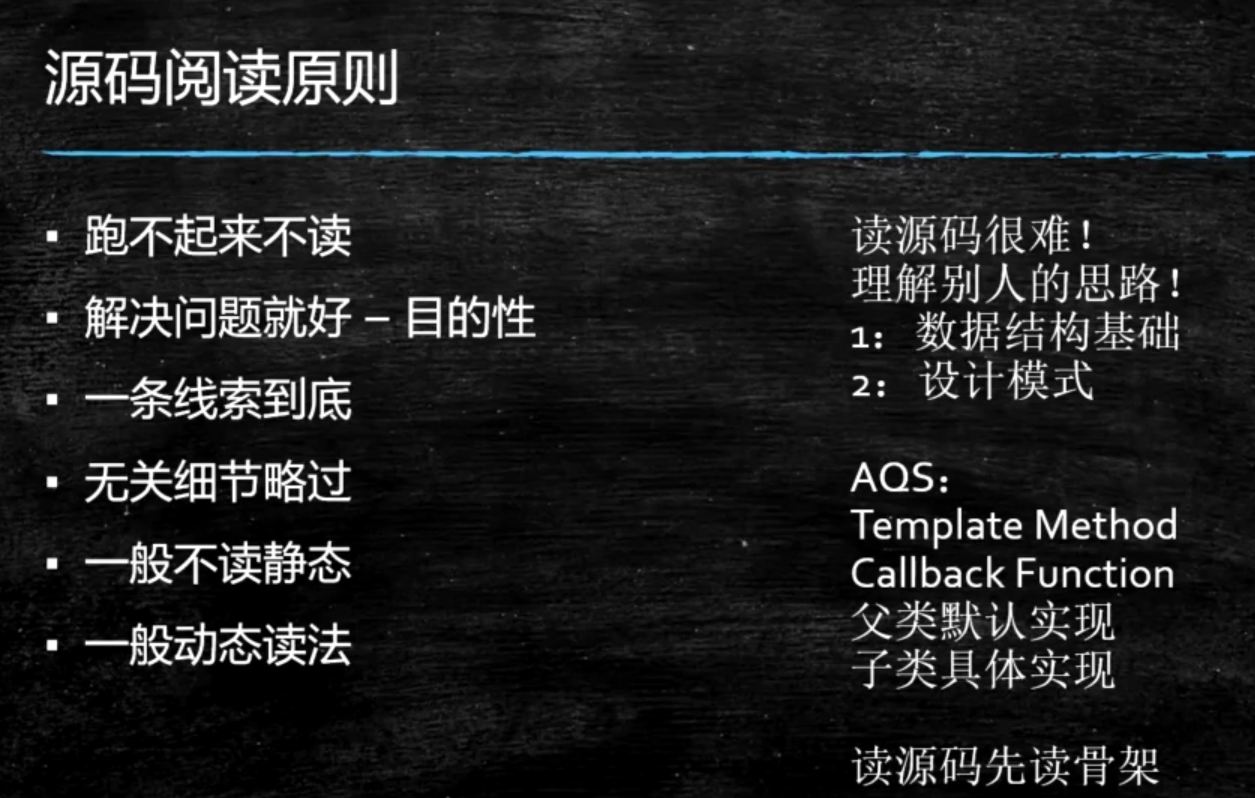 源码阅读原则
▪ 跑不起来不读
▪ 解决问题就好 – 目的性
▪ 一条线索到底
▪ 无关细节略过
▪ 一般不读静态
▪ 一般动态读法
读源码很难！
理解别人的思路！
1： 数据结构基础
2： 设计模式
AQS：
Template Method
Callback Function
父类默认实现
子类具体实现
读源码先读骨架